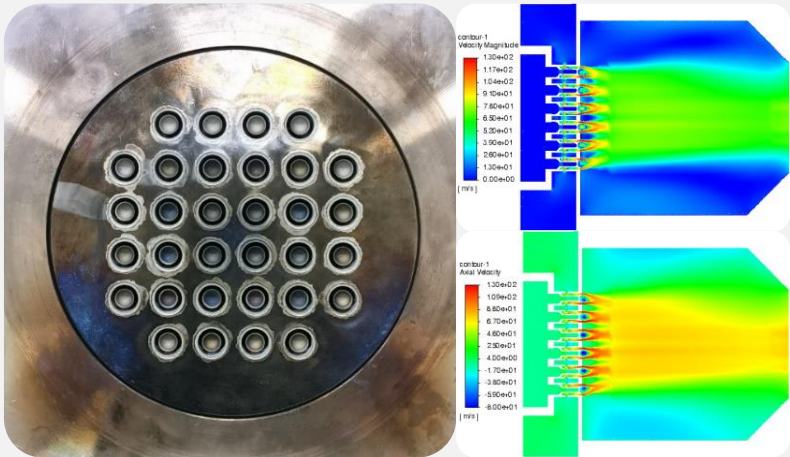 contour-1
Velocity Magnitude
1.30e+02
1.17e+02
1.04e+02
9.10e+01
7.80e+01
6.50e+01
5.20e+01
3.90e+01
2.60e+01
1.30e+01
0.00e+00
[ m/s ]
contour-1
Axial Velocity
1.30e+02
1.09e+02
8.80e+01
6.70e+01
4.60e+01
2.50e+01
4.00e+00
-1.70e+01
-3.80e+01
-5.90e+01
-8.00e+01
[ m/s ]